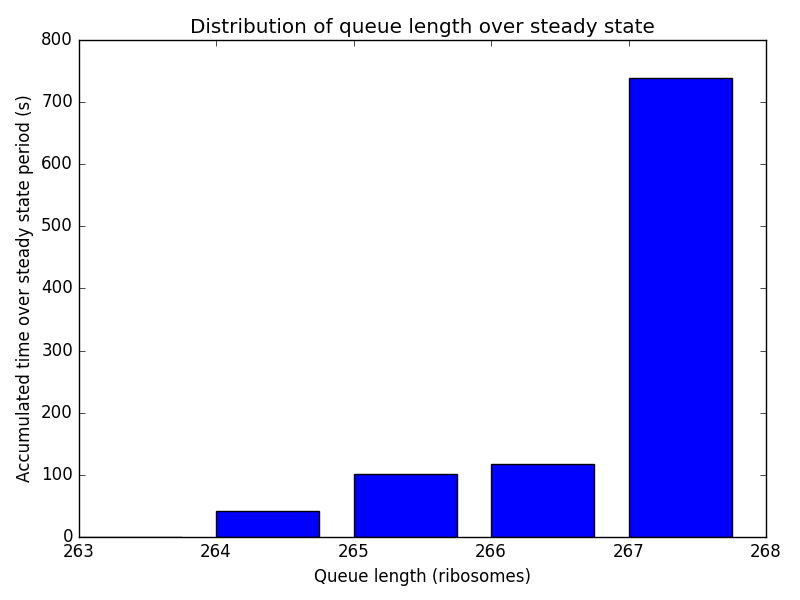 Distribution of queue length over steady state
Accumulated time over steady state period (s)
800
700
600
500
400
300
200
100
0
263 264 265 266 267 268
Queue length (ribosomes)